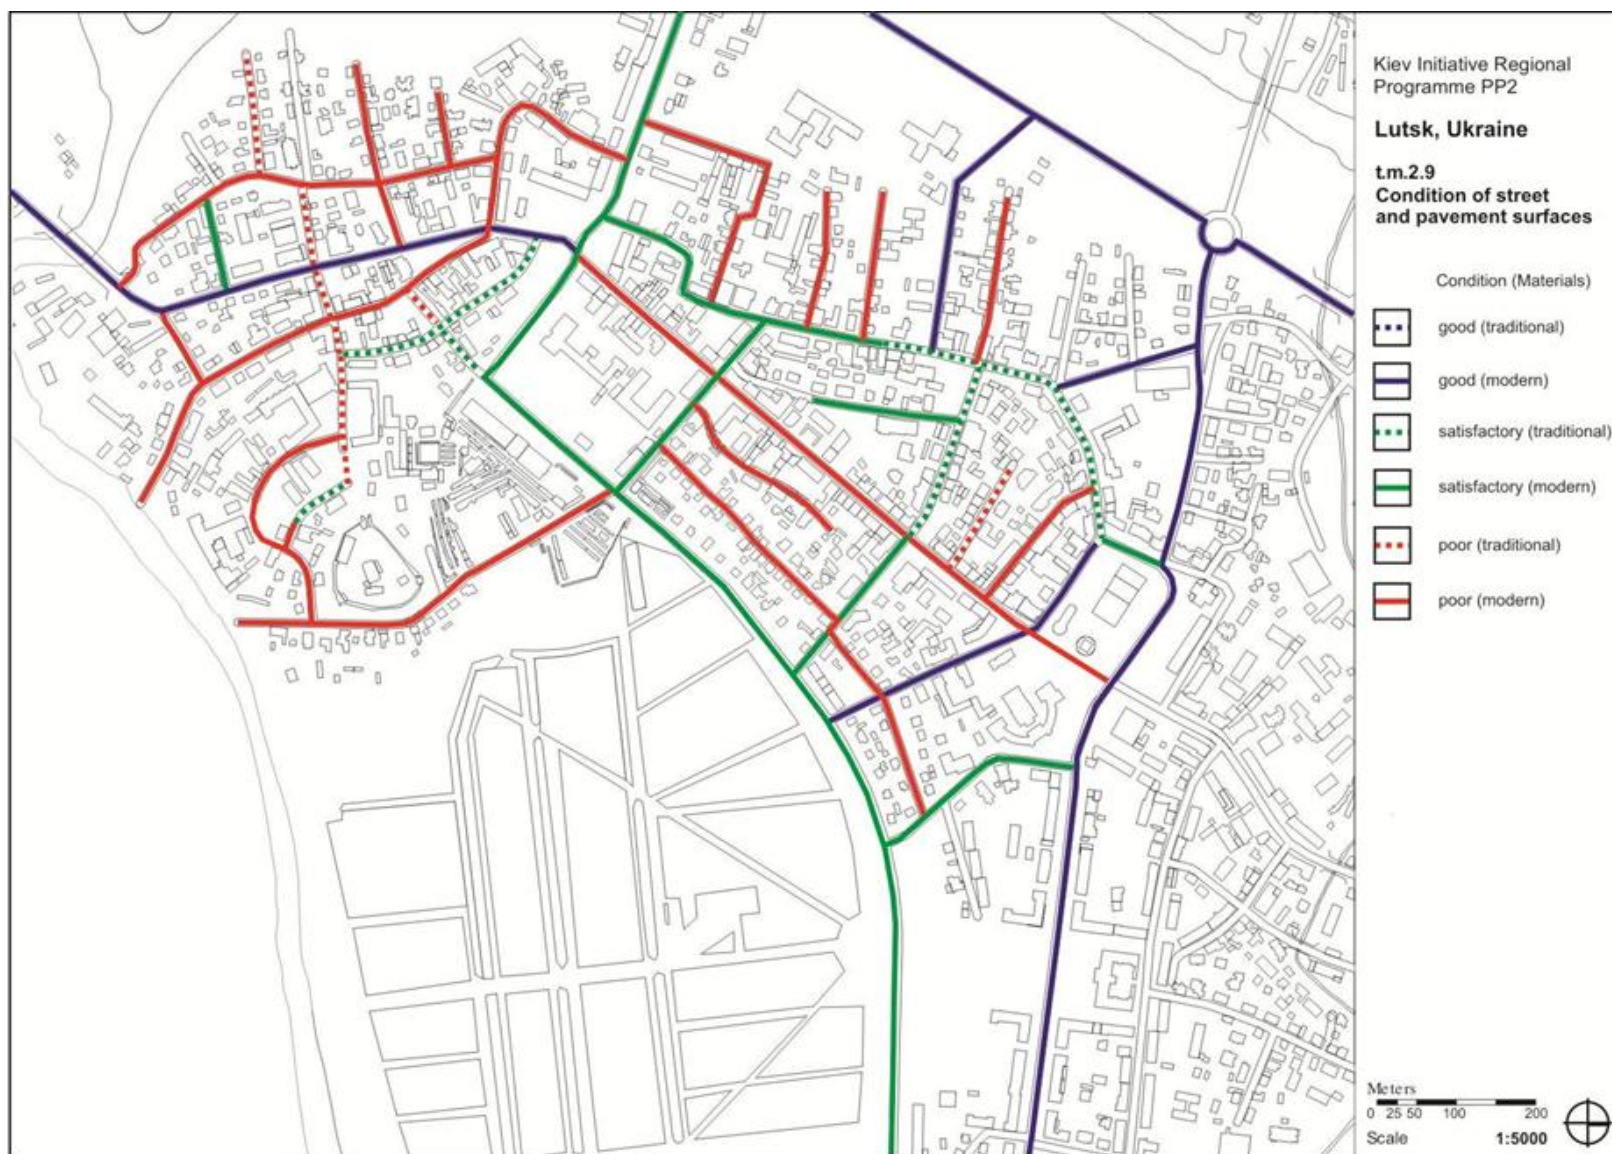 Kiev Initiative Regional
Programme PP2
Lutsk, Ukraine
t.m.2.9
Condition of street
and pavement surfaces
Condition (Materials)
good (traditional)
good (modern)
satisfactory (traditional)
satisfactory (modern)
poor (traditional)
poor (modern)
Meters
0 25 50 100 200
Scale 1:5000